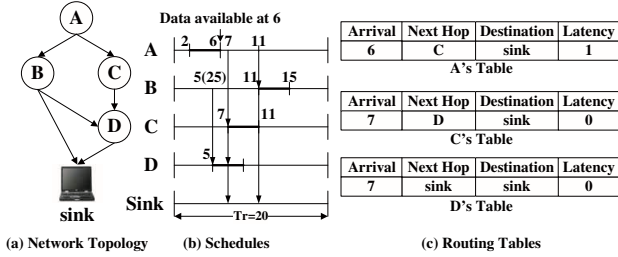 A
B
C
D
sink
(a) Network Topology
Data available at 6
A
2
6
7
11
B
5(25)
11
15
C
7
11
D
5
Sink
Tr=20
(b) Schedules
Arrival Next Hop Destination Latency
6 C sink 1
A's Table
Arrival Next Hop Destination Latency
7 D sink 0
C's Table
Arrival Next Hop Destination Latency
7 sink sink 0
D's Table
(c) Routing Tables